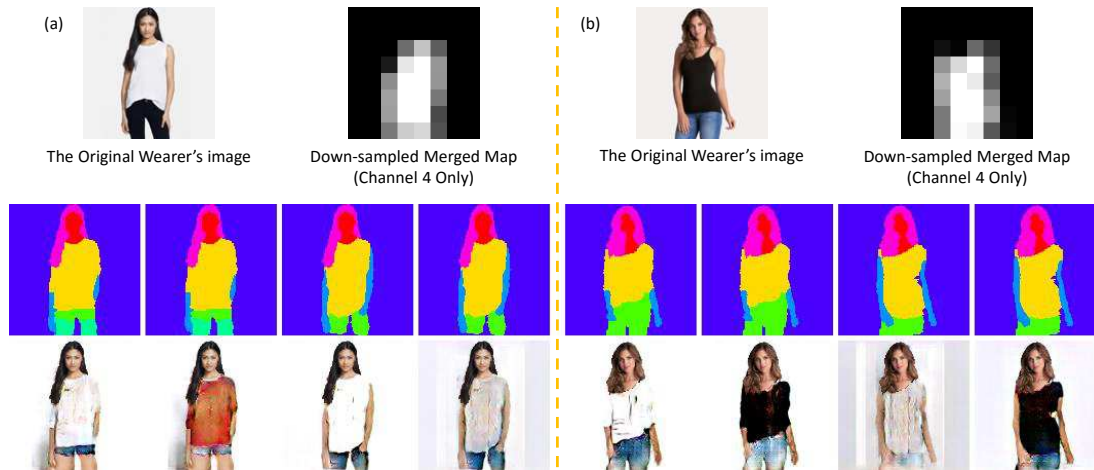 (a)
The Original Wearer's image
Down-sampled Merged Map
(Channel 4 Only)
(b)
The Original Wearer's image
Down-sampled Merged Map
(Channel 4 Only)